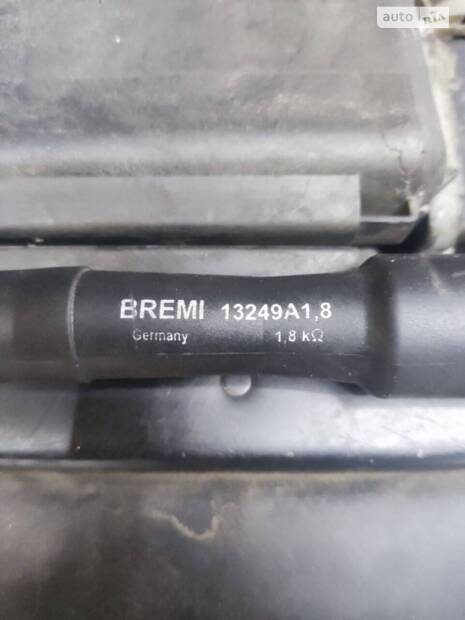 auto RIA
BREMI 13249A1,8
Germany 1,8 kΩ